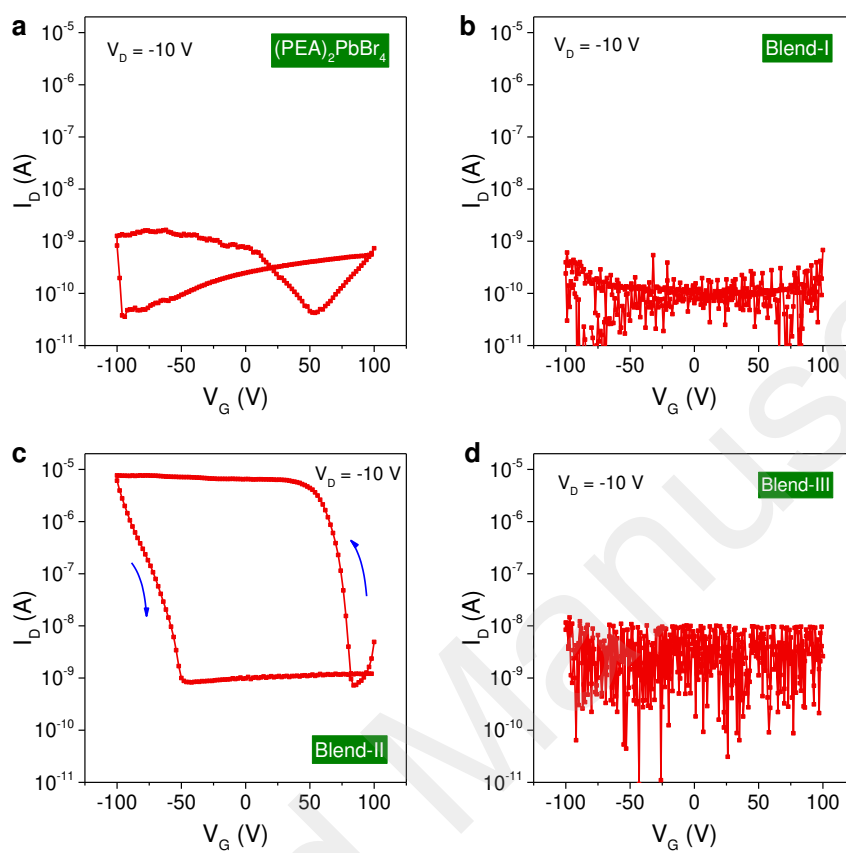 a
V_D = -10 V
(PEA)₂PbBr₄
10⁻⁵
10⁻⁶
10⁻⁷
10⁻⁸
10⁻⁹
10⁻¹⁰
10⁻¹¹
I_D (A)
-100 -50 0 50 100
V_G (V)
b
V_D = -10 V
Blend-I
10⁻⁵
10⁻⁶
10⁻⁷
10⁻⁸
10⁻⁹
10⁻¹⁰
10⁻¹¹
I_D (A)
-100 -50 0 50 100
V_G (V)
c
V_D = -10 V
10⁻⁵
10⁻⁶
10⁻⁷
10⁻⁸
10⁻⁹
10⁻¹⁰
10⁻¹¹
I_D (A)
Blend-II
-100 -50 0 50 100
V_G (V)
d
V_D = -10 V
Blend-III
10⁻⁵
10⁻⁶
10⁻⁷
10⁻⁸
10⁻⁹
10⁻¹⁰
10⁻¹¹
I_D (A)
-100 -50 0 50 100
V_G (V)